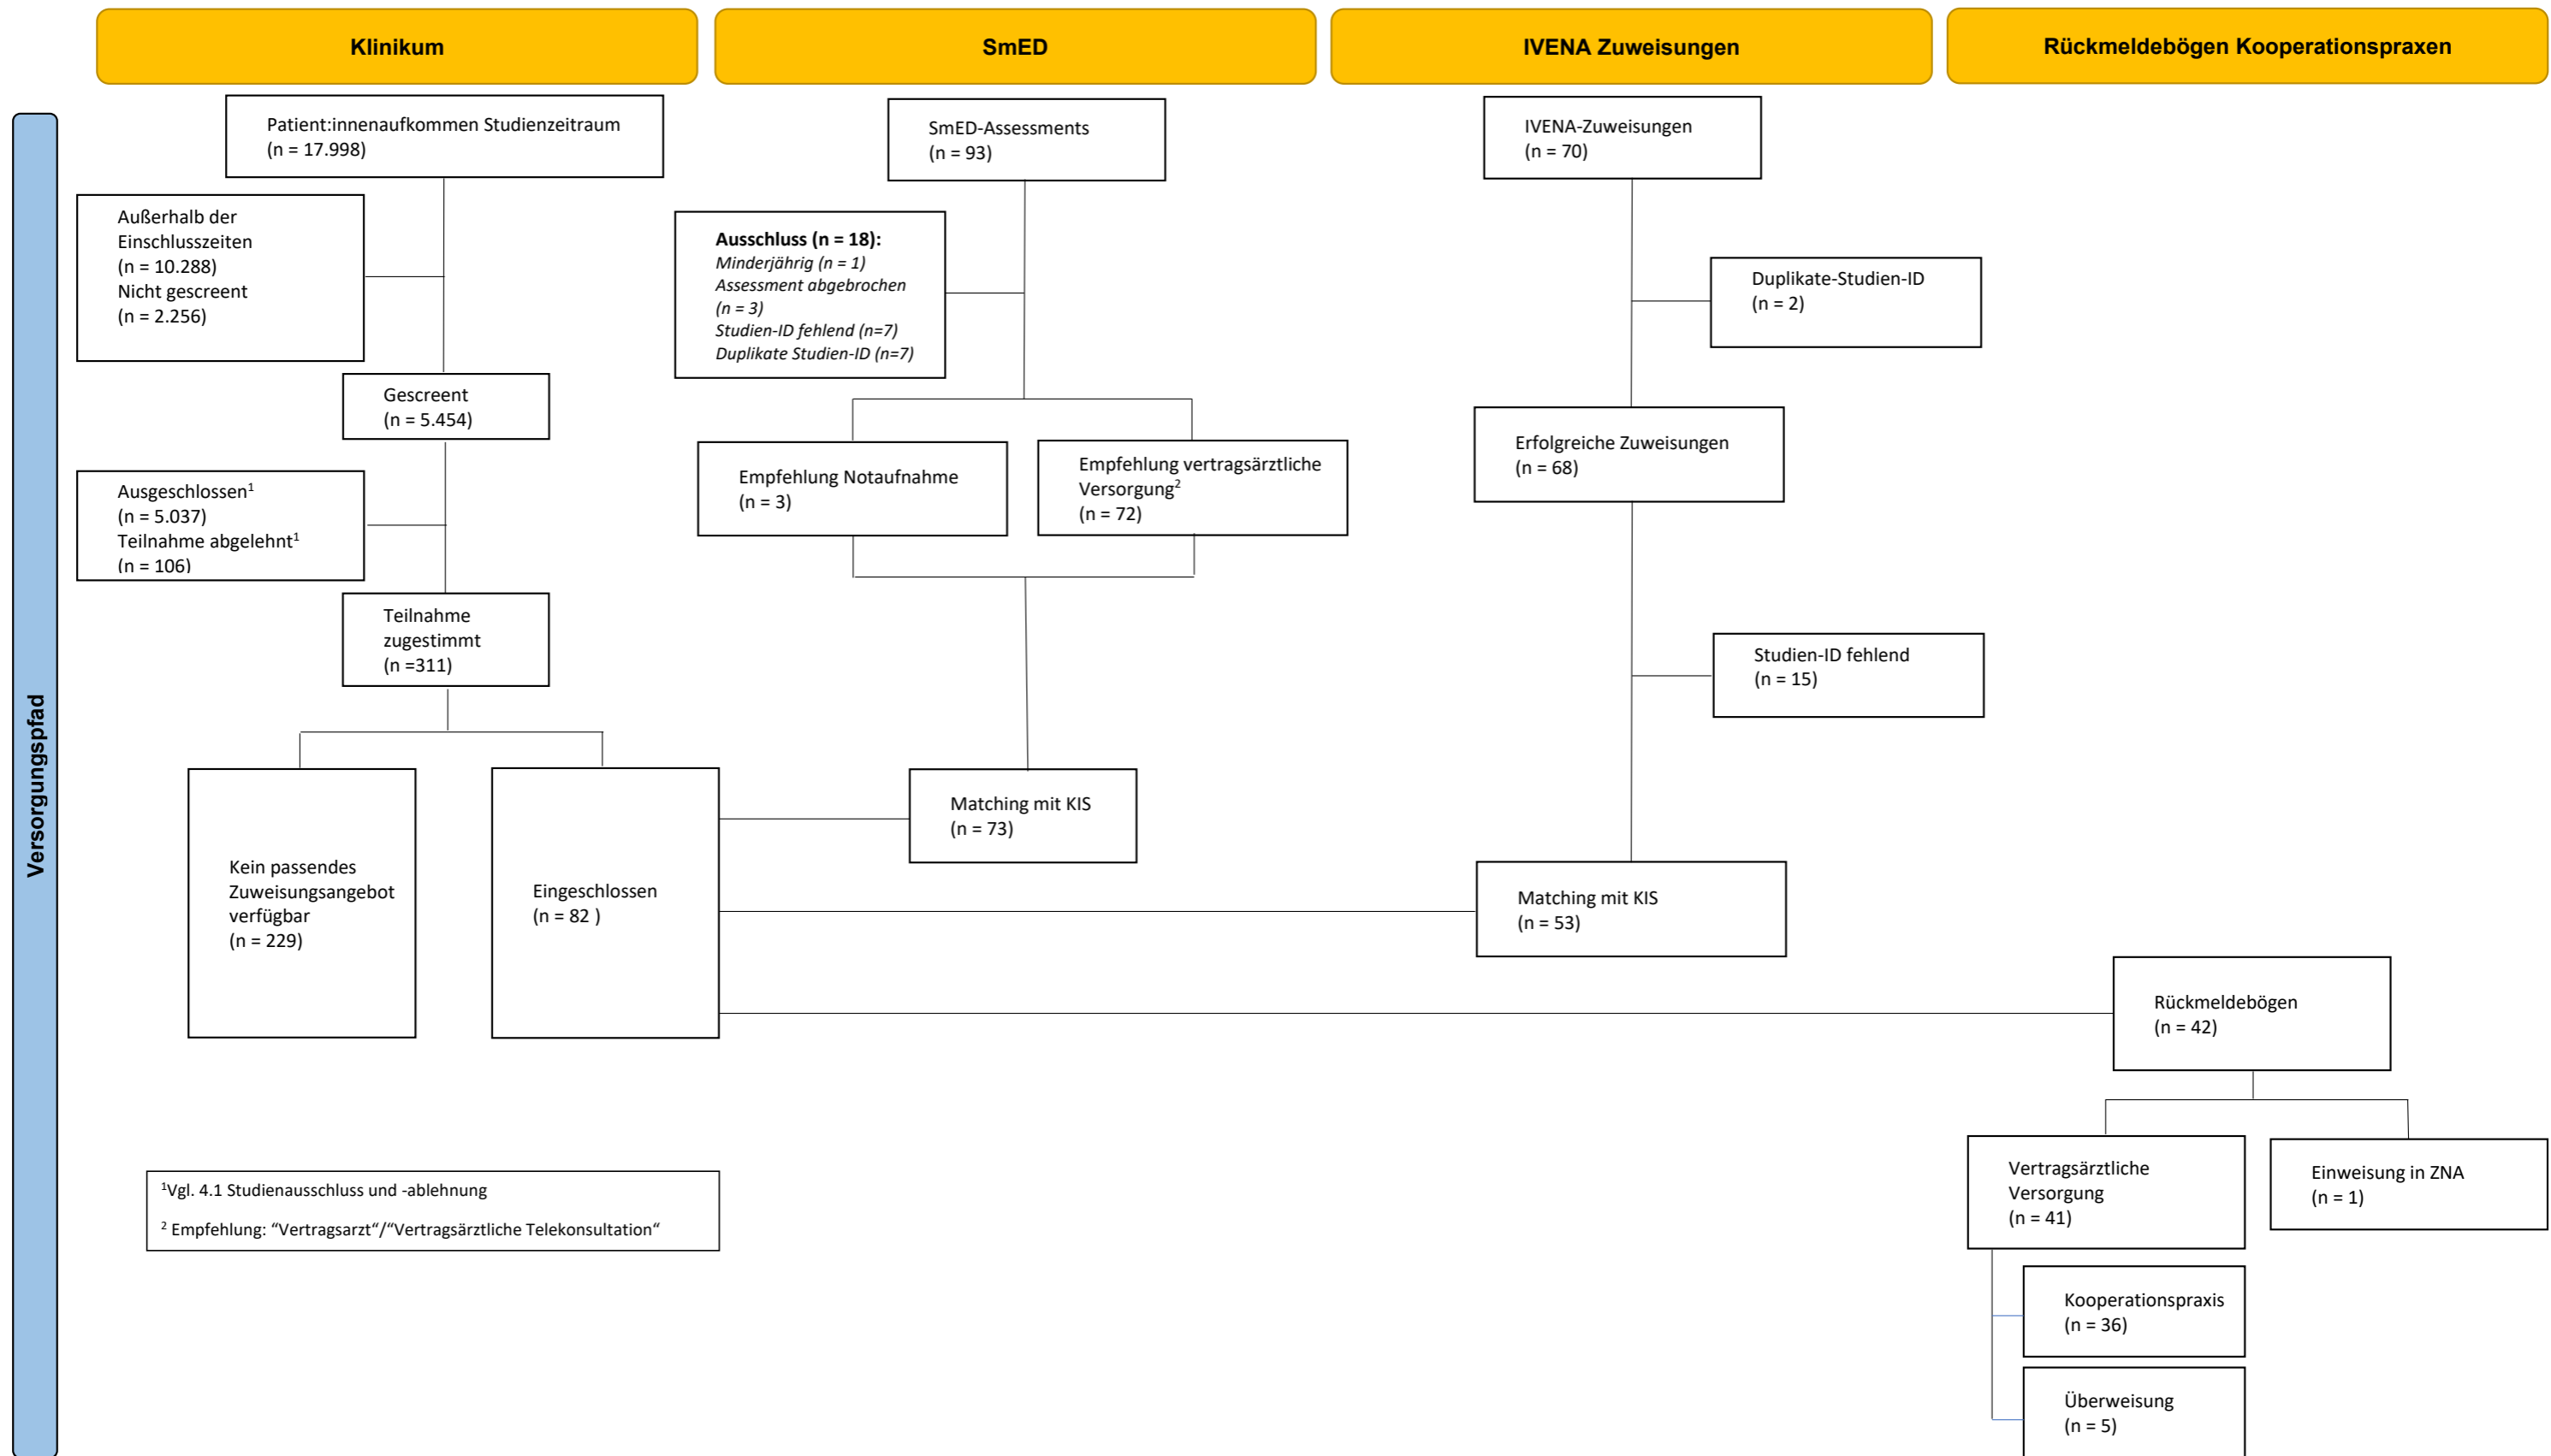 Klinikum
SmED
IVENA Zuweisungen
Rückmeldebögen Kooperationspraxen
Versorgungspfad
Patient:innenaufkommen Studienzeitraum
(n = 17.998)
Außerhalb der
Einschlusszeiten
(n = 10.288)
Nicht gescreent
(n = 2.256)
Gescreent
(n = 5.454)
Ausgeschlossen¹
(n = 5.037)
Teilnahme abgelehnt¹
(n = 106)
Teilnahme
zugestimmt
(n =311)
Kein passendes
Zuweisungsangebot
verfügbar
(n = 229)
Eingeschlossen
(n = 82 )
SmED-Assessments
(n = 93)
Ausschluss (n = 18):
Minderjährig (n = 1)
Assessment abgebrochen
(n = 3)
Studien-ID fehlend (n=7)
Duplikate Studien-ID (n=7)
Empfehlung Notaufnahme
(n = 3)
Empfehlung vertragsärztliche
Versorgung²
(n = 72)
Matching mit KIS
(n = 73)
IVENA-Zuweisungen
(n = 70)
Duplikate-Studien-ID
(n = 2)
Erfolgreiche Zuweisungen
(n = 68)
Studien-ID fehlend
(n = 15)
Matching mit KIS
(n = 53)
Rückmeldebögen
(n = 42)
Vertragsärztliche
Versorgung
(n = 41)
Einweisung in ZNA
(n = 1)
Kooperationspraxis
(n = 36)
Überweisung
(n = 5)
¹Vgl. 4.1 Studienausschluss und -ablehnung
² Empfehlung: “Vertragsarzt“/“Vertragsärztliche Telekonsultation“